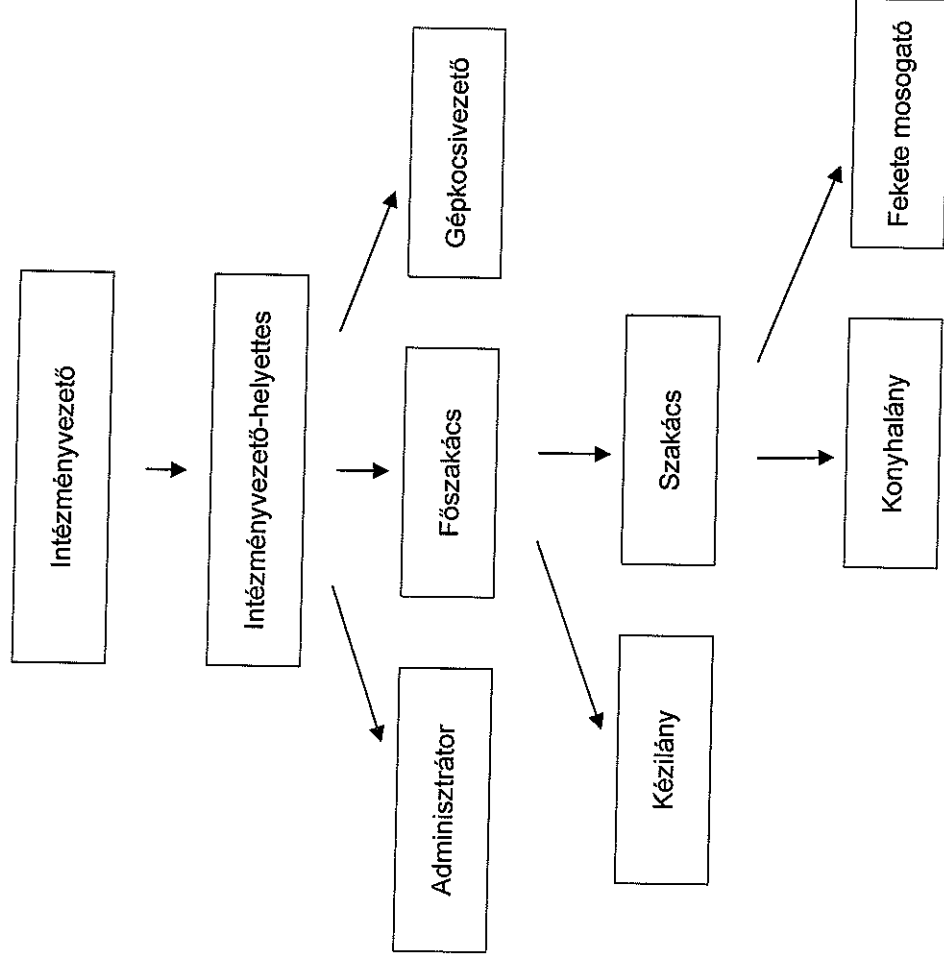 Intézményvezető
Intézményvezető-helyettes
Adminisztrátor
Főszakács
Gépkocsivezető
Kézilány
Szakács
Konyhalány
Fekete mosogató